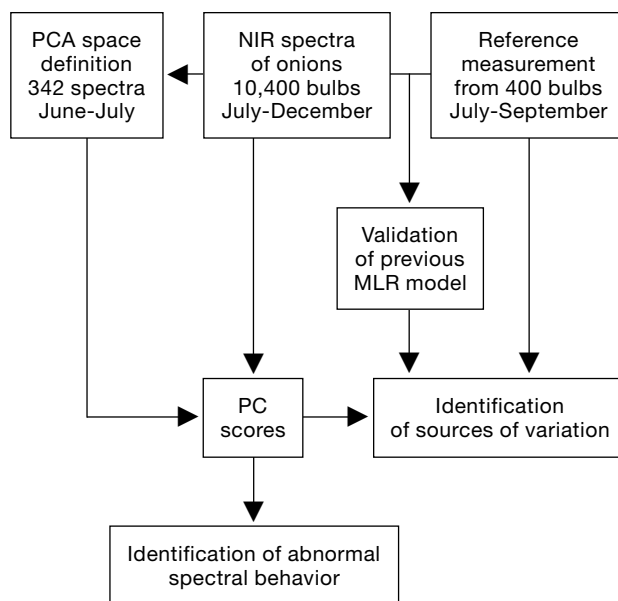 PCA space
definition
342 spectra
June-July
NIR spectra
of onions
10,400 bulbs
July-December
Reference
measurement
from 400 bulbs
July-September
Validation
of previous
MLR model
PC
scores
Identification
of sources of variation
Identification of abnormal
spectral behavior